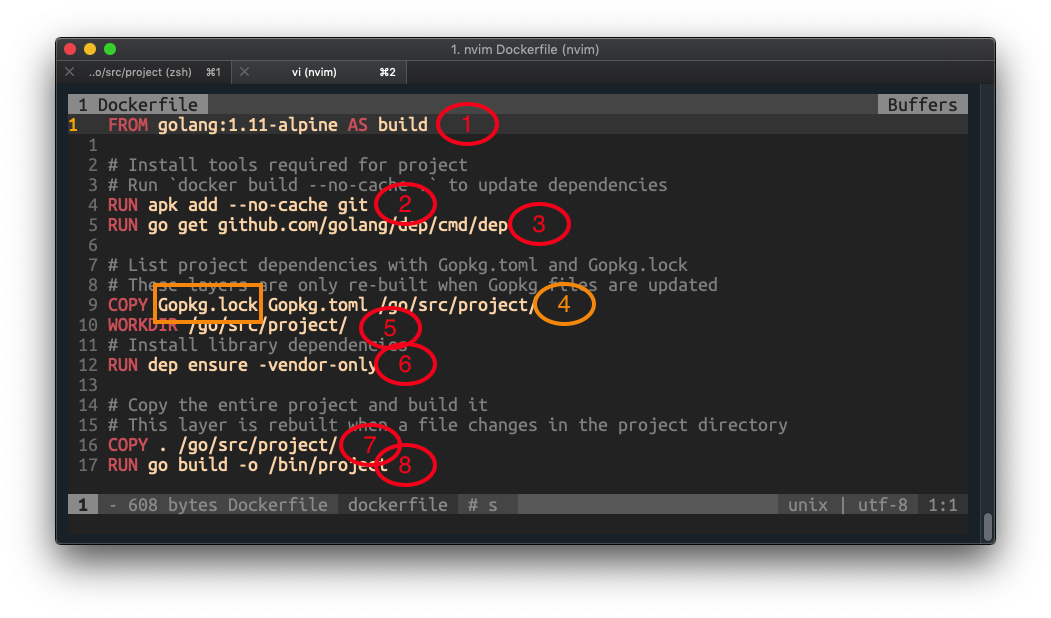 1. nvim Dockerfile (nvim)
..o/src/project (zsh) ⌘1 vi (nvim) ⌘2
1 Dockerfile Buffers
1 FROM golang:1.11-alpine AS build 1
1
2 # Install tools required for project
3 # Run `docker build --no-cache .` to update dependencies
4 RUN apk add --no-cache git 2
5 RUN go get github.com/golang/dep/cmd/dep 3
6
7 # List project dependencies with Gopkg.toml and Gopkg.lock
8 # These layers are only re-built when Gopkg files are updated
9 COPY Gopkg.lock Gopkg.toml /go/src/project/ 4
10 WORKDIR /go/src/project/ 5
11 # Install library dependencies
12 RUN dep ensure -vendor-only 6
13
14 # Copy the entire project and build it
15 # This layer is rebuilt when a file changes in the project directory
16 COPY . /go/src/project/ 7
17 RUN go build -o /bin/project 8
1 - 608 bytes Dockerfile dockerfile # s unix | utf-8 1:1